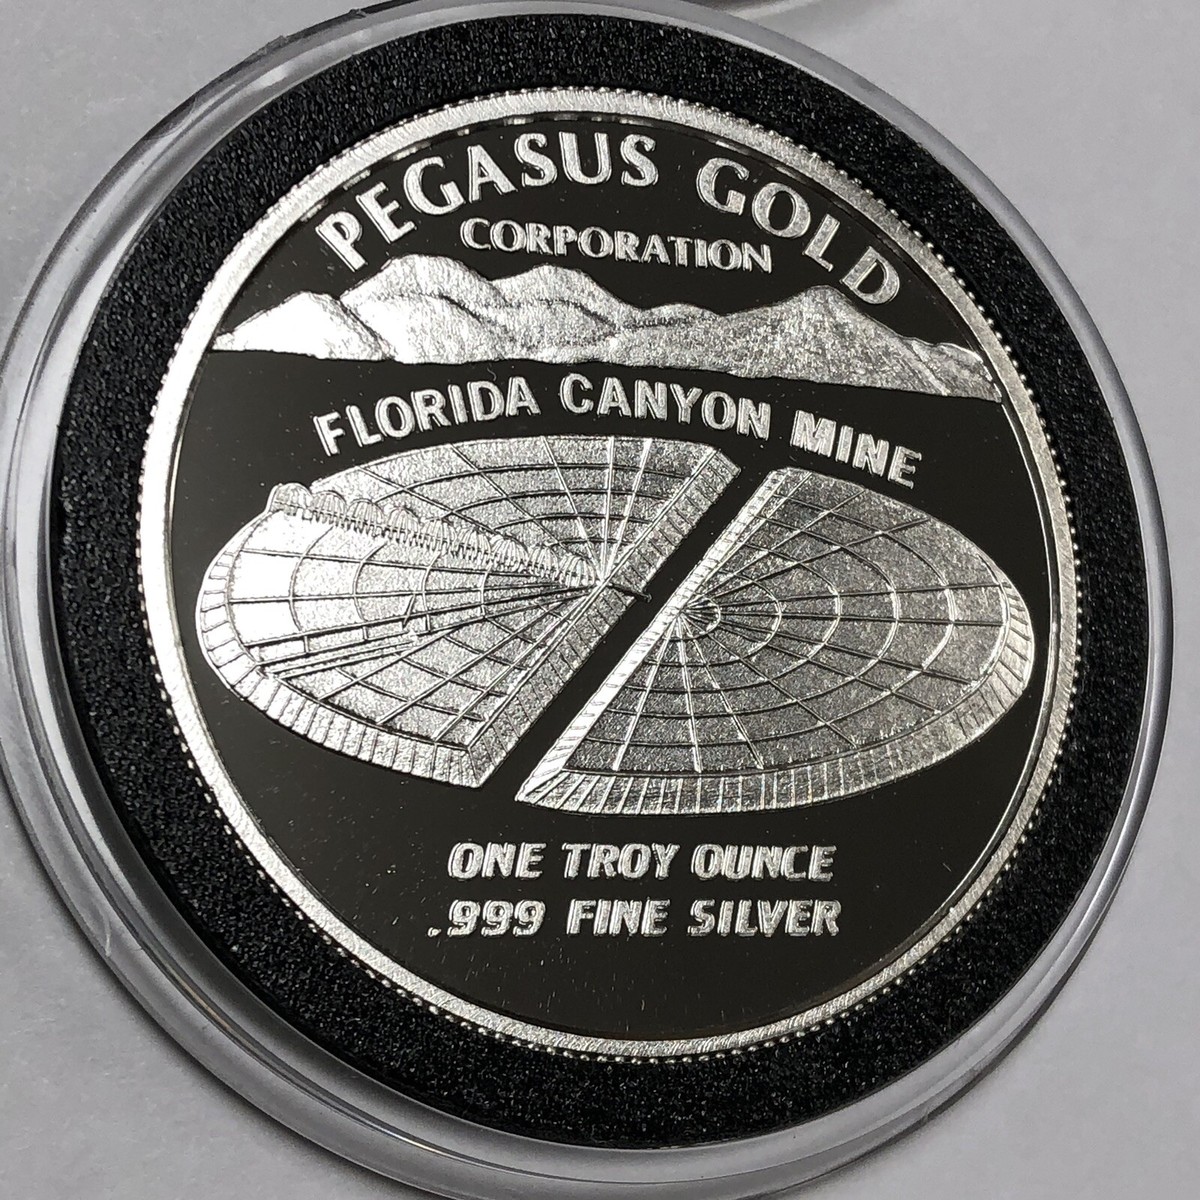 PEGASUS GOLD
CORPORATION
FLORIDA CANYON MINE
ONE TROY OUNCE
.999 FINE SILVER